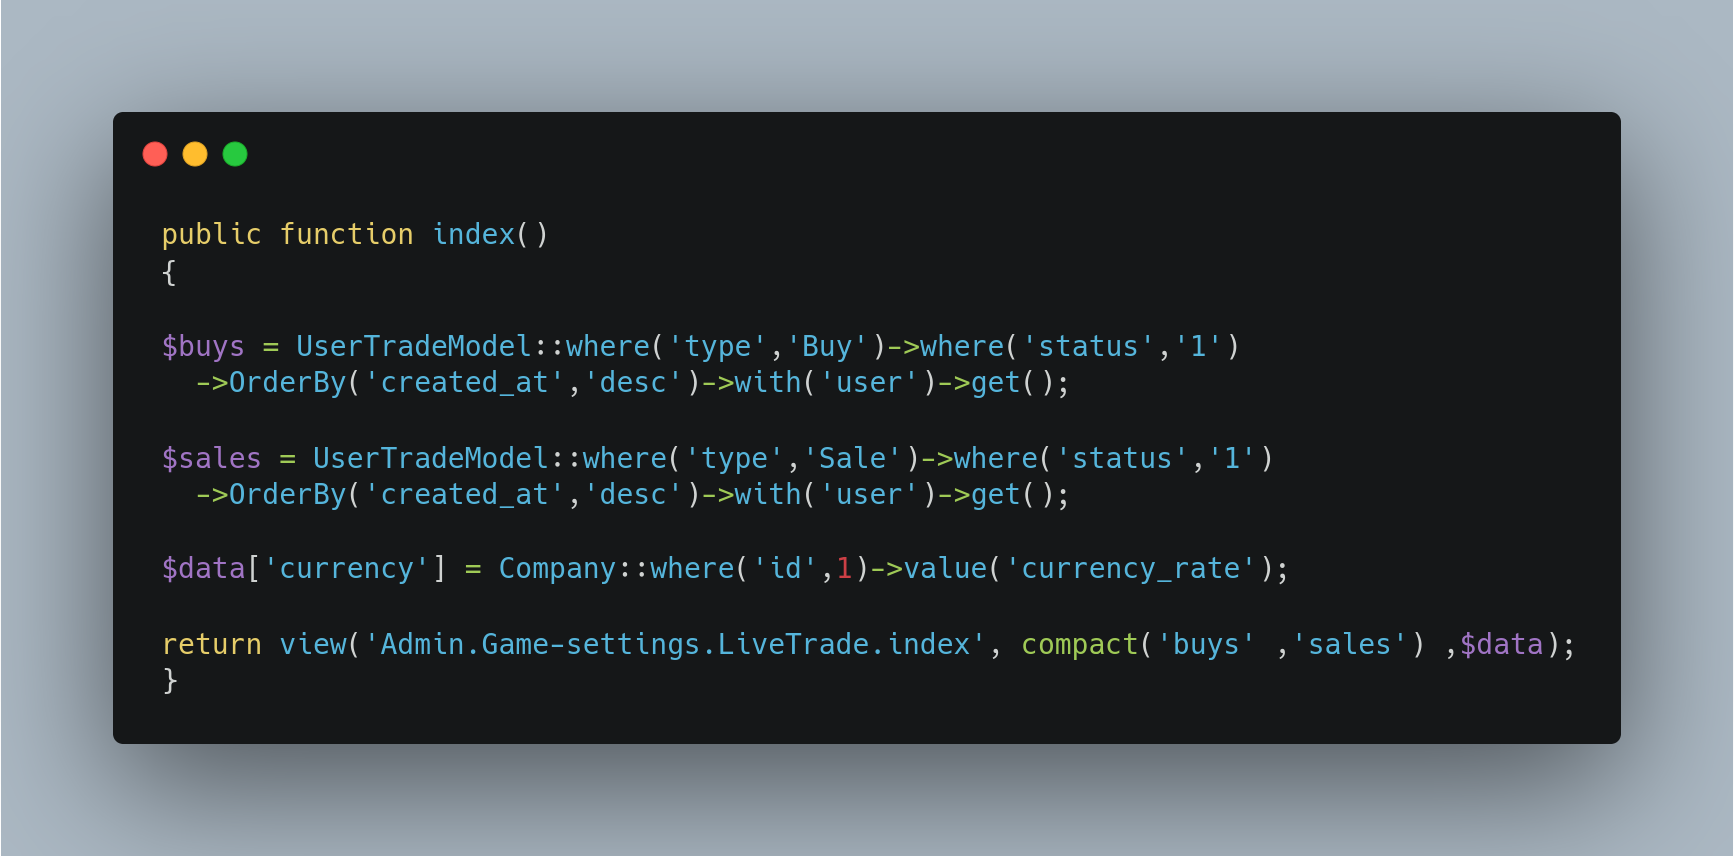 public function index()
{
$buys = UserTradeModel::where('type','Buy')->where('status','1')
->OrderBy('created_at','desc')->with('user')->get();
$sales = UserTradeModel::where('type','Sale')->where('status','1')
->OrderBy('created_at','desc')->with('user')->get();
$data['currency'] = Company::where('id',1)->value('currency_rate');
return view('Admin.Game-settings.LiveTrade.index', compact('buys' ,'sales') ,$data);
}